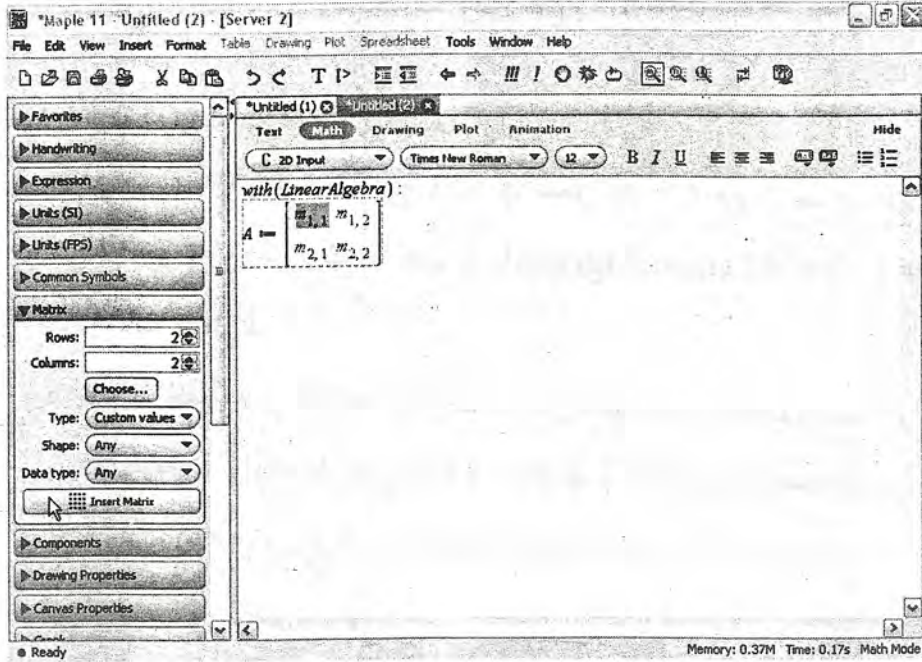 *Maple 11 "Untitled (2) - [Server 2]
File Edit View Insert Format Table Drawing Plot Spreadsheet Tools Window Help
*Untitled (1) *Untitled (2)
Favorites
Handwriting
Expression
Units (SI)
Units (FPS)
Common Symbols
Matrix
Rows: 2
Columns: 2
Choose...
Type: Custom values
Shape: Any
Data type: Any
Insert Matrix
Components
Drawing Properties
Canvas Properties
Text Math Drawing Plot Animation Hide
C 2D Input Times New Roman 12 B I U
with(LinearAlgebra) :
A := [ m1,1 m1,2
m2,1 m2,2 ]
Ready Memory: 0.37M Time: 0.17s Math Mode